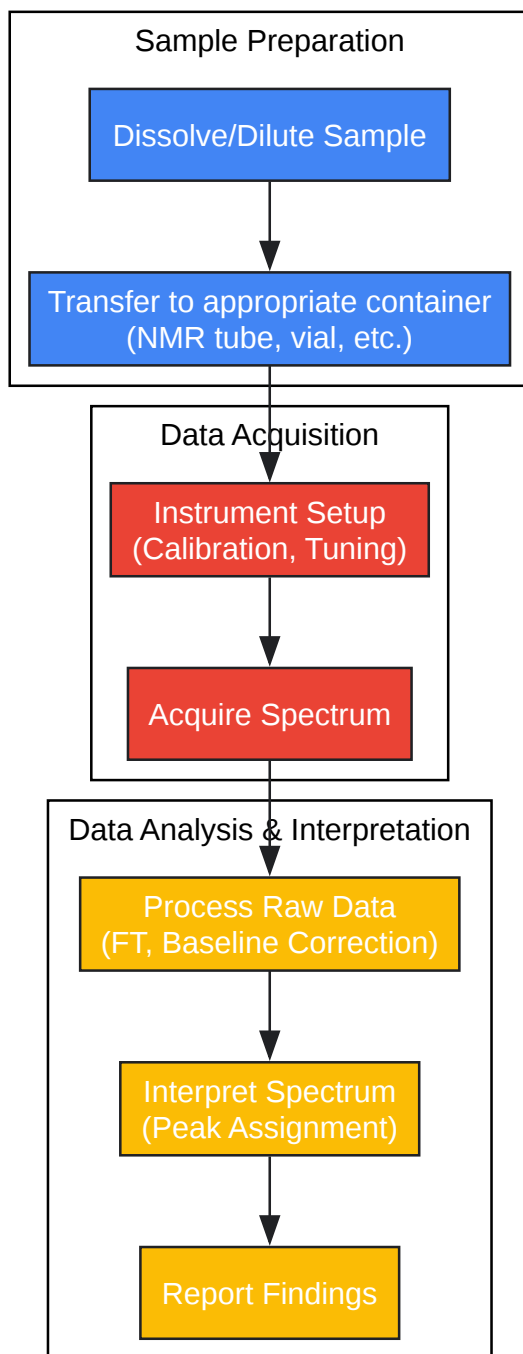 Sample Preparation
Dissolve/Dilute Sample
Transfer to appropriate container
(NMR tube, vial, etc.)
Data Acquisition
Instrument Setup
(Calibration, Tuning)
Acquire Spectrum
Data Analysis & Interpretation
Process Raw Data
(FT, Baseline Correction)
Interpret Spectrum
(Peak Assignment)
Report Findings